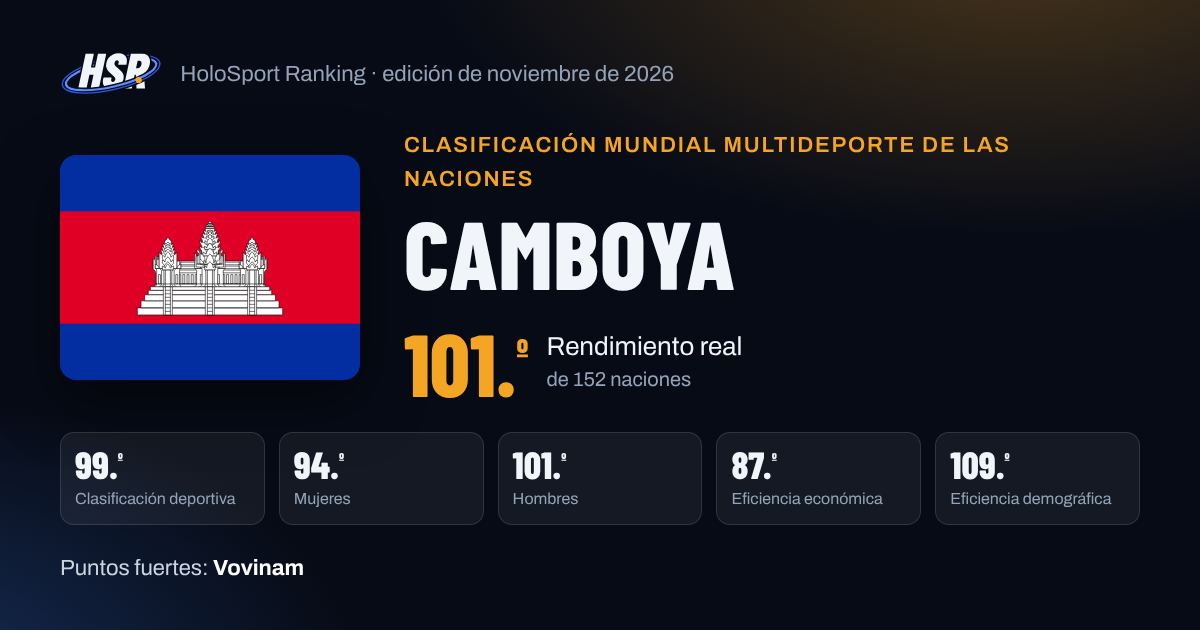 HSR
HoloSport Ranking · edición de noviembre de 2026
CLASIFICACIÓN MUNDIAL MULTIDEPORTE DE LAS
NACIONES
CAMBOYA
101.º
Rendimiento real
de 152 naciones
99.º
Clasificación deportiva
94.º
Mujeres
101.º
Hombres
87.º
Eficiencia económica
109.º
Eficiencia demográfica
Puntos fuertes: Vovinam